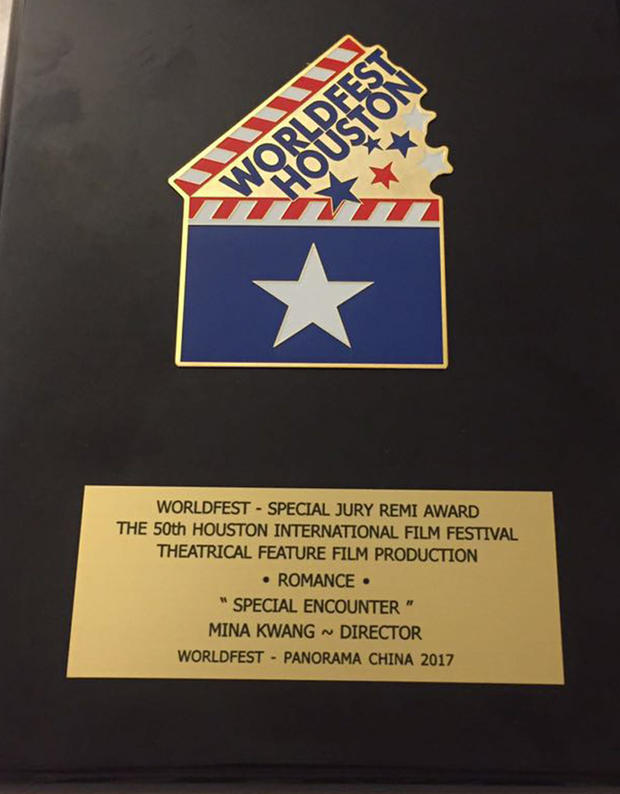 WORLDFEST
HOUSTON
WORLDFEST - SPECIAL JURY REMI AWARD
THE 50th HOUSTON INTERNATIONAL FILM FESTIVAL
THEATRICAL FEATURE FILM PRODUCTION
• ROMANCE •
“ SPECIAL ENCOUNTER ”
MINA KWANG ~ DIRECTOR
WORLDFEST - PANORAMA CHINA 2017